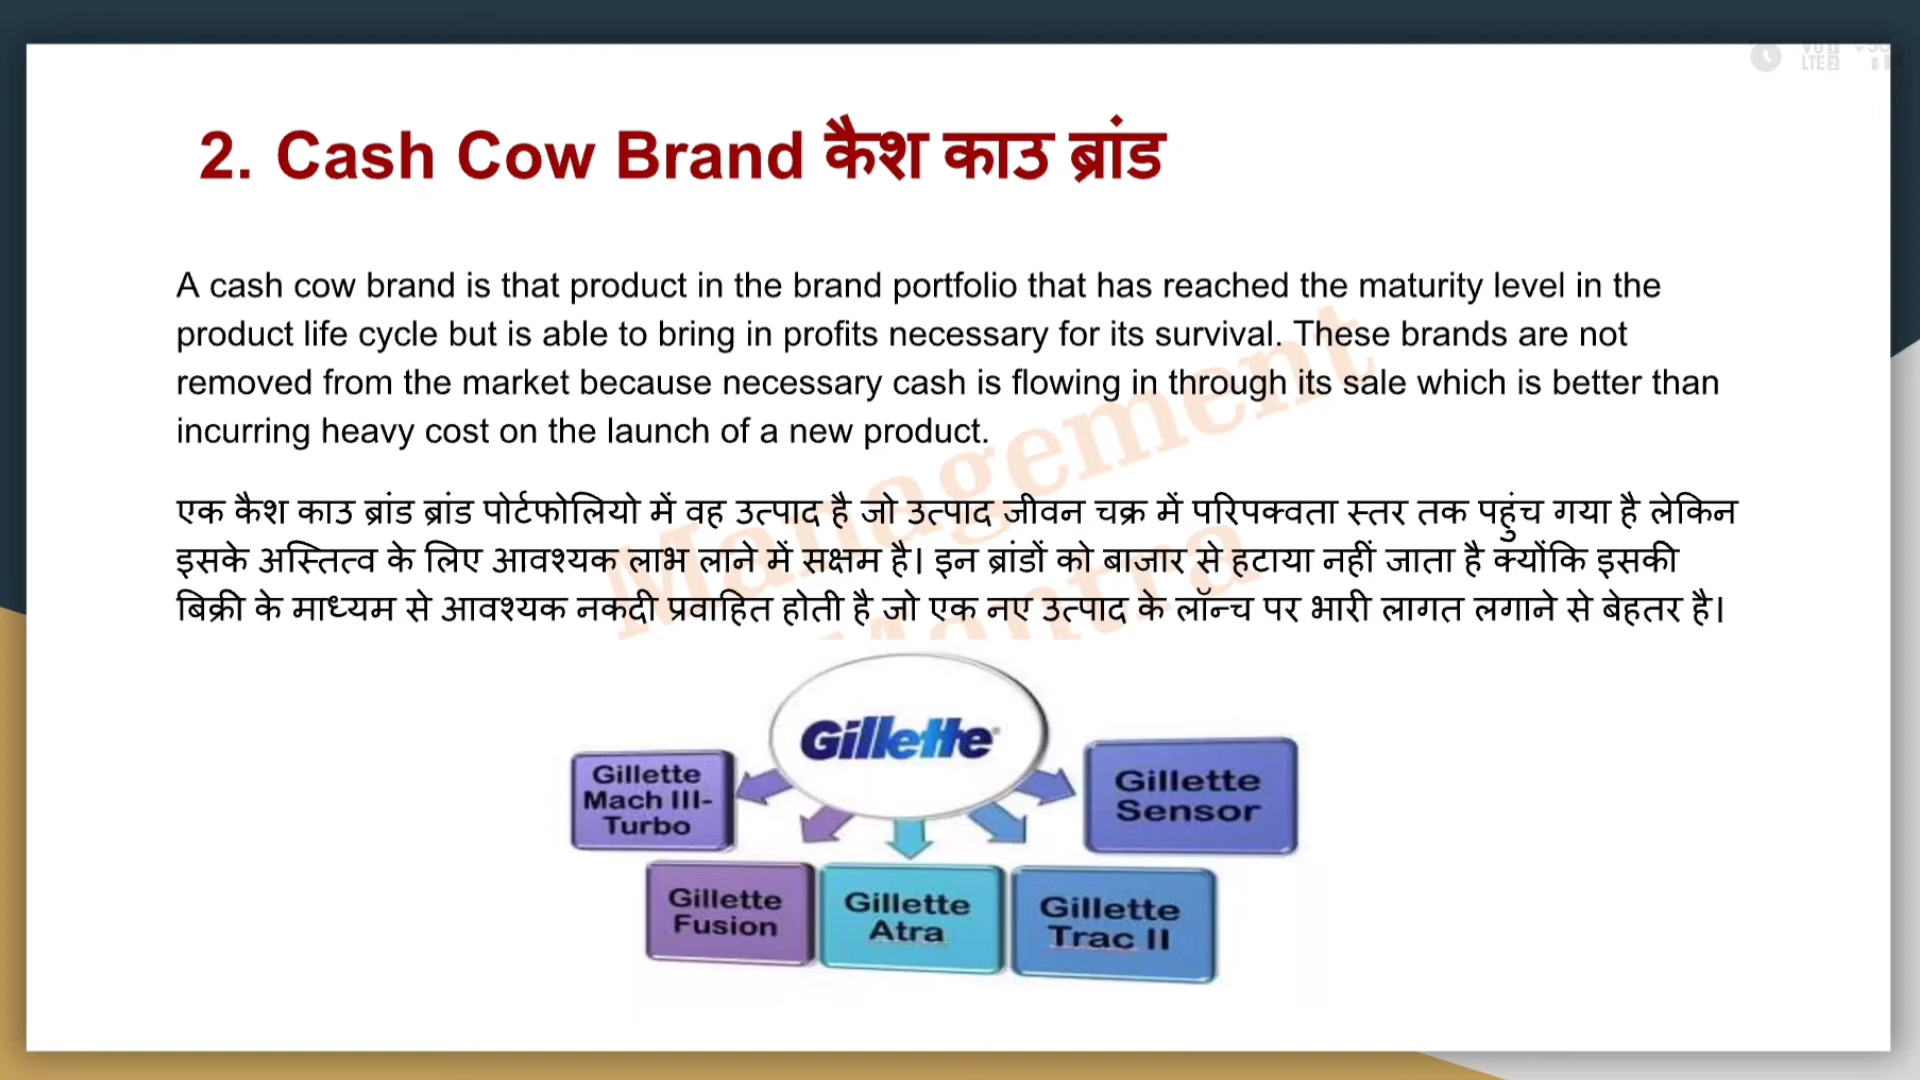 2. Cash Cow Brand कैश काउ ब्रांड
A cash cow brand is that product in the brand portfolio that has reached the maturity level in the
product life cycle but is able to bring in profits necessary for its survival. These brands are not
removed from the market because necessary cash is flowing in through its sale which is better than
incurring heavy cost on the launch of a new product.
एक कैश काउ ब्रांड ब्रांड पोर्टफोलियो में वह उत्पाद है जो उत्पाद जीवन चक्र में परिपक्वता स्तर तक पहुंच गया है लेकिन
इसके अस्तित्व के लिए आवश्यक लाभ लाने में सक्षम है। इन ब्रांडों को बाजार से हटाया नहीं जाता है क्योंकि इसकी
बिक्री के माध्यम से आवश्यक नकदी प्रवाहित होती है जो एक नए उत्पाद के लॉन्च पर भारी लागत लगाने से बेहतर है।
Management
Mantra
Gillette
Gillette
Mach III-
Turbo
Gillette
Sensor
Gillette
Fusion
Gillette
Atra
Gillette
Trac II